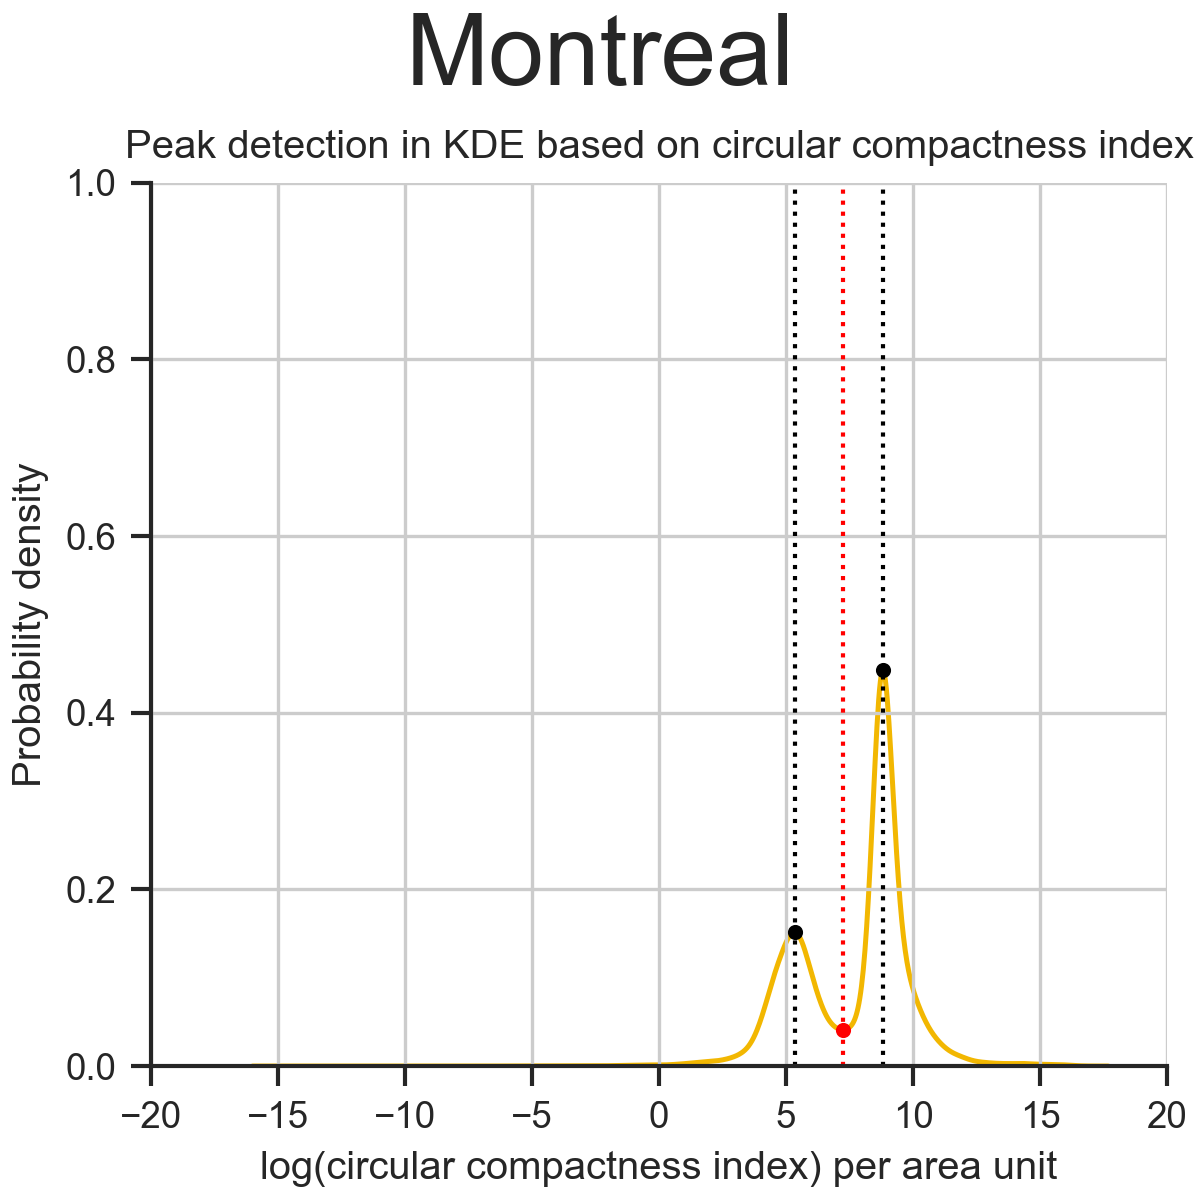 Montreal
Peak detection in KDE based on circular compactness index
1.0
0.8
0.6
0.4
0.2
0.0
Probability density
−20 −15 −10 −5 0 5 10 15 20
log(circular compactness index) per area unit